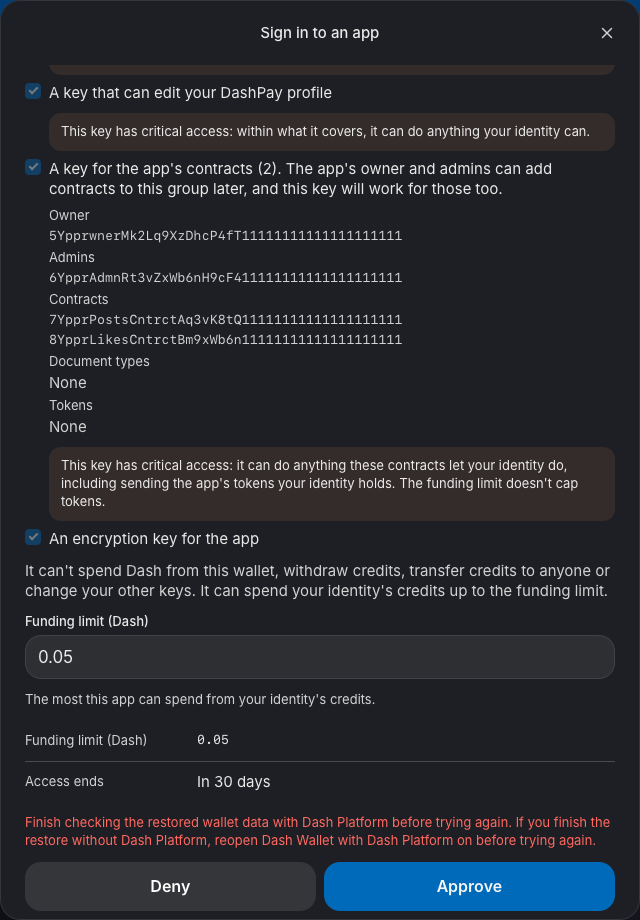 Sign in to an app
A key that can edit your DashPay profile
This key has critical access: within what it covers, it can do anything your identity can.
A key for the app's contracts (2). The app's owner and admins can add
contracts to this group later, and this key will work for those too.
Owner
5YpprwnerMk2Lq9XzDhcP4fT11111111111111111111
Admins
6YpprAdmnRt3vZxWb6nH9cF411111111111111111111
Contracts
7YpprPostsCntrctAq3vK8tQ11111111111111111111
8YpprLikesCntrctBm9xWb6n11111111111111111111
Document types
None
Tokens
None
This key has critical access: it can do anything these contracts let your identity do,
including sending the app's tokens your identity holds. The funding limit doesn't cap
tokens.
An encryption key for the app
It can't spend Dash from this wallet, withdraw credits, transfer credits to anyone or
change your other keys. It can spend your identity's credits up to the funding limit.
Funding limit (Dash)
0.05
The most this app can spend from your identity's credits.
Funding limit (Dash) 0.05
Access ends In 30 days
Finish checking the restored wallet data with Dash Platform before trying again. If you finish the
restore without Dash Platform, reopen Dash Wallet with Dash Platform on before trying again.
Deny Approve